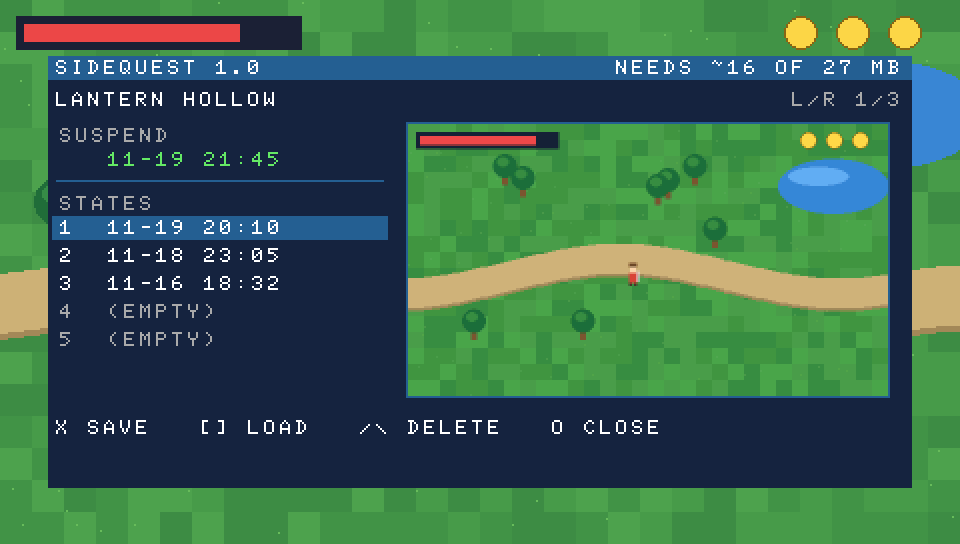 SIDEQUEST 1.0 NEEDS ~16 OF 27 MB
LANTERN HOLLOW L/R 1/3
SUSPEND
11-19 21:45
STATES
1 11-19 20:10
2 11-18 23:05
3 11-16 18:32
4 (EMPTY)
5 (EMPTY)
X SAVE [] LOAD /\ DELETE O CLOSE